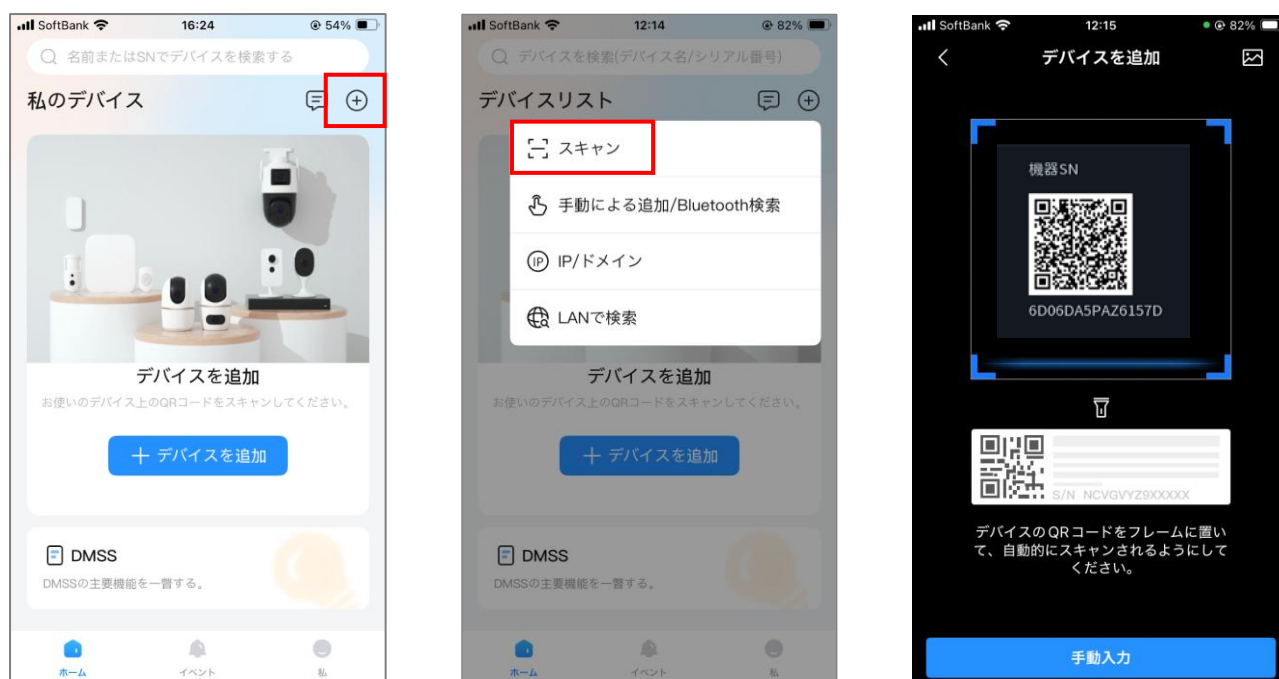 SoftBank 16:24 54%
名前またはSNでデバイスを検索する
私のデバイス
デバイスを追加
お使いのデバイス上のQRコードをスキャンしてください。
＋ デバイスを追加
DMSS
DMSSの主要機能を一瞥する。
ホーム イベント 私
SoftBank 12:14 82%
デバイスを検索(デバイス名/シリアル番号)
デバイスリスト
スキャン
手動による追加/Bluetooth検索
IP IP/ドメイン
LANで検索
デバイスを追加
お使いのデバイス上のQRコードをスキャンしてください。
＋ デバイスを追加
DMSS
DMSSの主要機能を一瞥する。
ホーム イベント 私
SoftBank 12:15 82%
デバイスを追加
機器SN
6D06DA5PAZ6157D
S/N NCVGVYZ9XXXXX
デバイスのQRコードをフレームに置い
て、自動的にスキャンされるようにして
ください。
手動入力